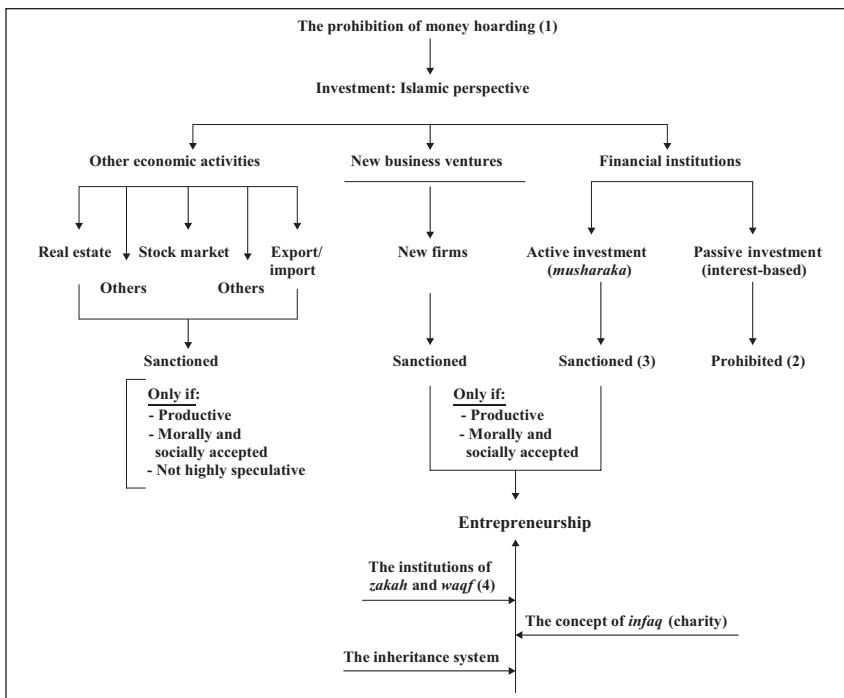 The prohibition of money hoarding (1)
Investment: Islamic perspective
Other economic activities
New business ventures
Financial institutions
Real estate
Stock market
Export/
import
Others
Others
New firms
Active investment
(musharaka)
Passive investment
(interest-based)
Sanctioned
Sanctioned
Sanctioned (3)
Prohibited (2)
Only if:
- Productive
- Morally and
socially accepted
- Not highly speculative
Only if:
- Productive
- Morally and
socially accepted
Entrepreneurship
The institutions of
zakah and waqf (4)
The concept of infaq (charity)
The inheritance system